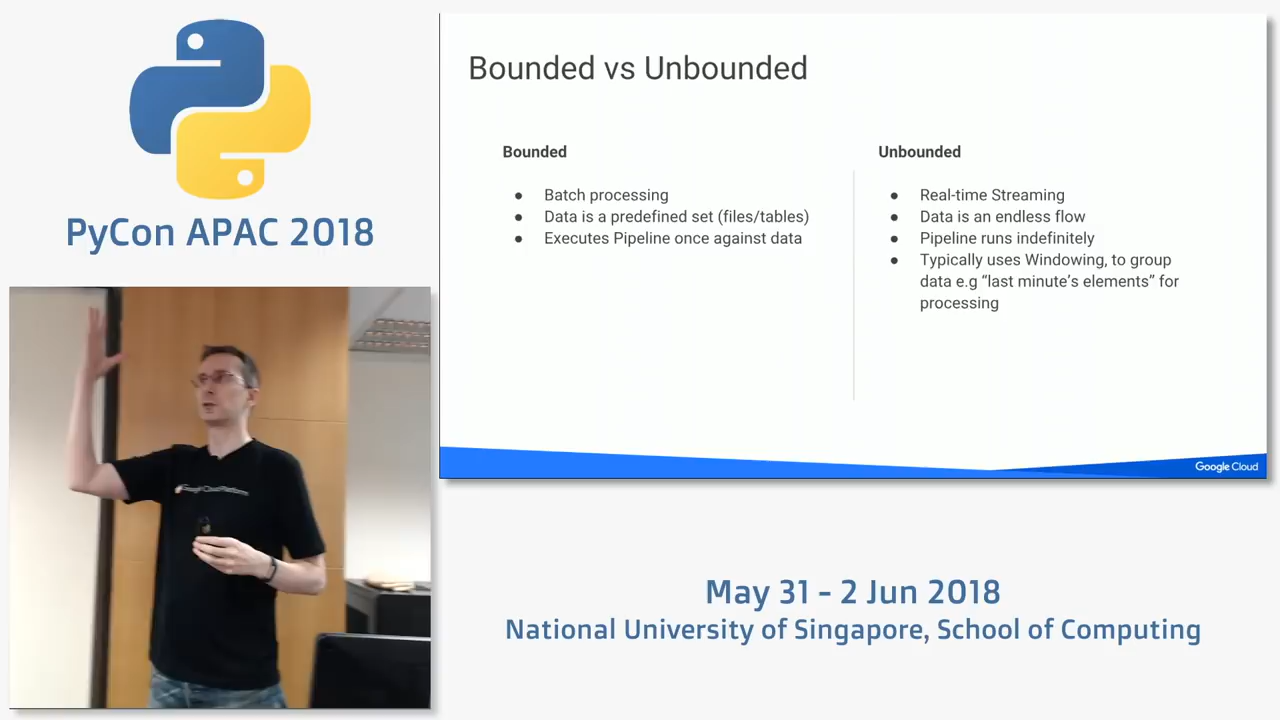 PyCon APAC 2018
Bounded vs Unbounded
Bounded
● Batch processing
● Data is a predefined set (files/tables)
● Executes Pipeline once against data
Unbounded
● Real-time Streaming
● Data is an endless flow
● Pipeline runs indefinitely
● Typically uses Windowing, to group
data e.g “last minute’s elements” for
processing
Google Cloud
Google Cloud Platform
May 31 - 2 Jun 2018
National University of Singapore, School of Computing